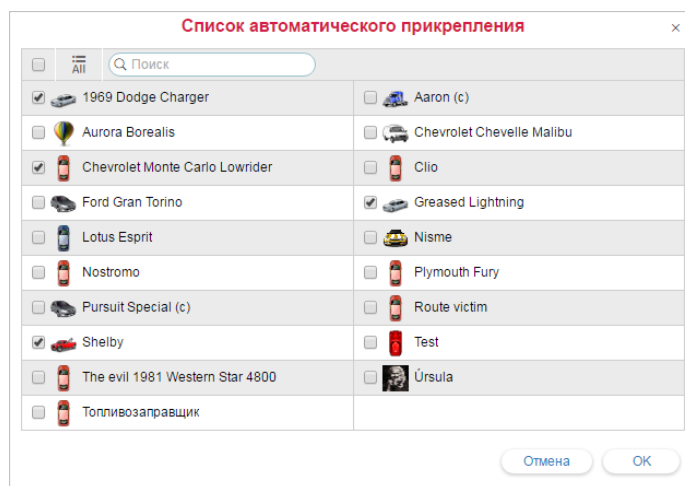 Список автоматического прикрепления
×
All
Поиск
1969 Dodge Charger
Aaron (c)
Aurora Borealis
Chevrolet Chevelle Malibu
Chevrolet Monte Carlo Lowrider
Clio
Ford Gran Torino
Greased Lightning
Lotus Esprit
Nisme
Nostromo
Plymouth Fury
Pursuit Special (c)
Route victim
Shelby
Test
The evil 1981 Western Star 4800
Úrsula
Топливозаправщик
Отмена
OK